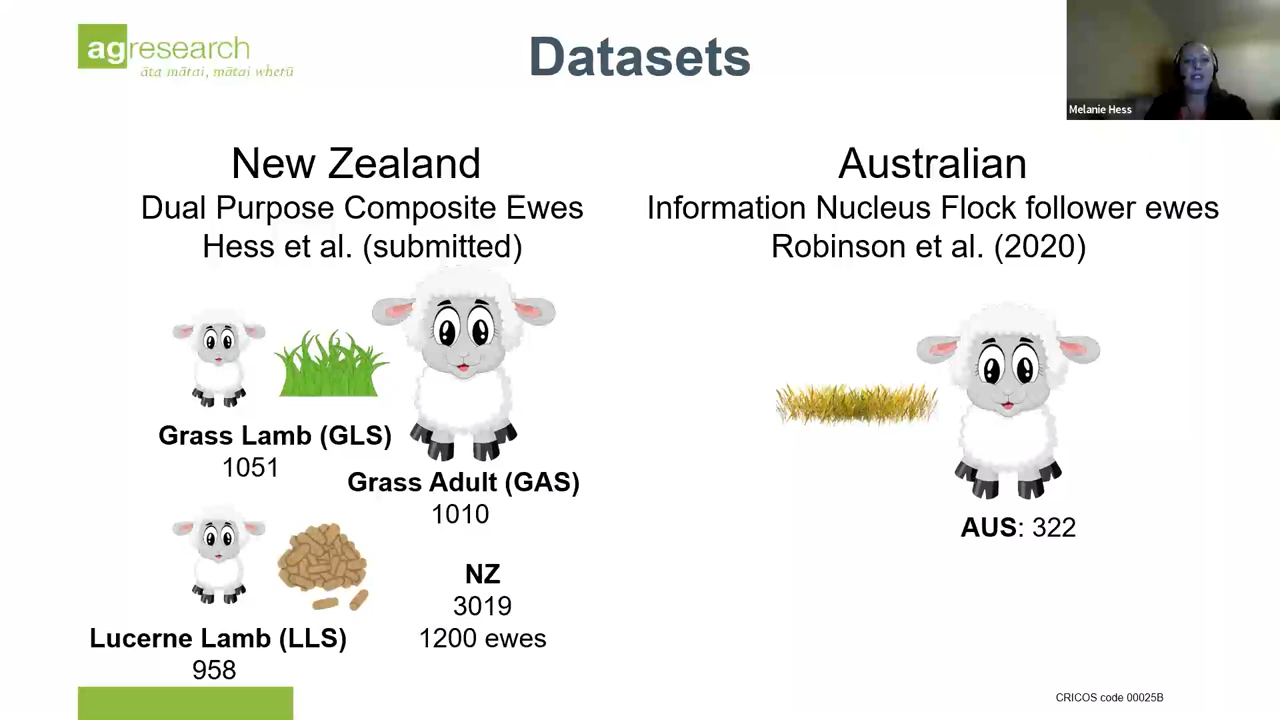 agresearch
āta mātai, mātai whetū
Datasets
Melanie Hess
New Zealand
Dual Purpose Composite Ewes
Hess et al. (submitted)
Grass Lamb (GLS)
1051
Grass Adult (GAS)
1010
Lucerne Lamb (LLS)
958
NZ
3019
1200 ewes
Australian
Information Nucleus Flock follower ewes
Robinson et al. (2020)
AUS: 322
CRICOS code 00025B